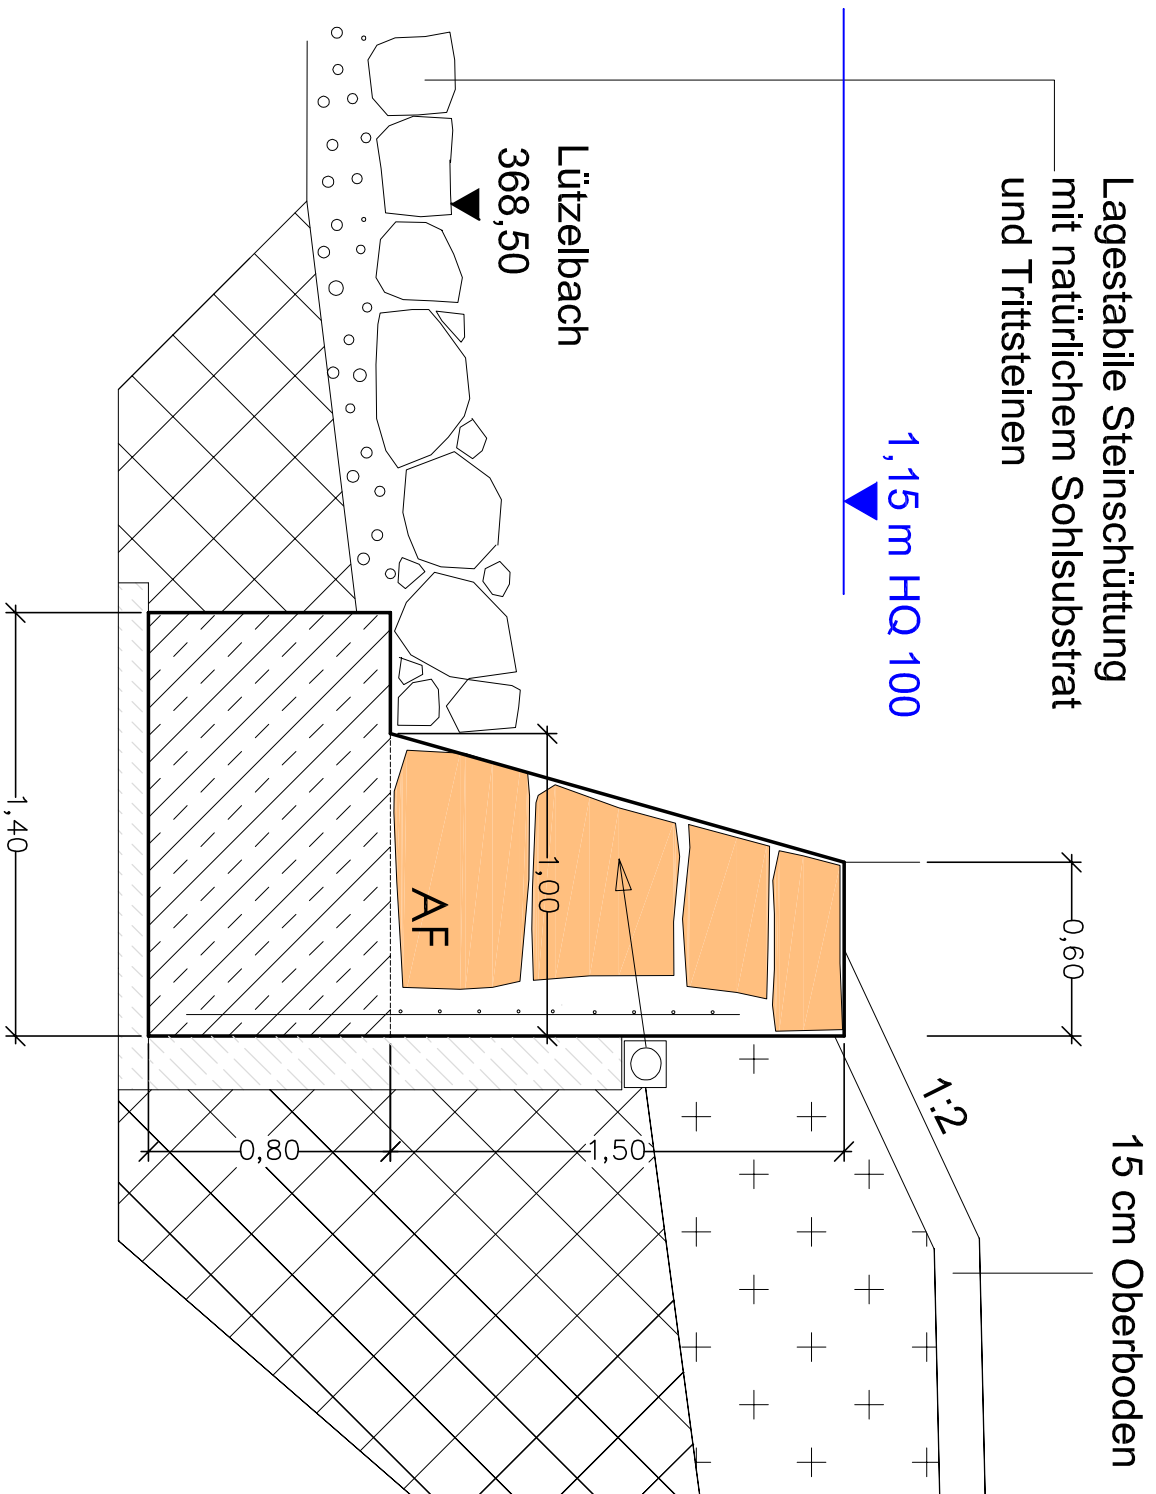 Lagestabile Steinschüttung
mit natürlichem Sohlsubstrat
und Trittsteinen
15 cm Oberboden
1:2
0,60
1,15 m HQ 100
Lützelbach
368,50
1,00
AF
1,50
0,80
1,40